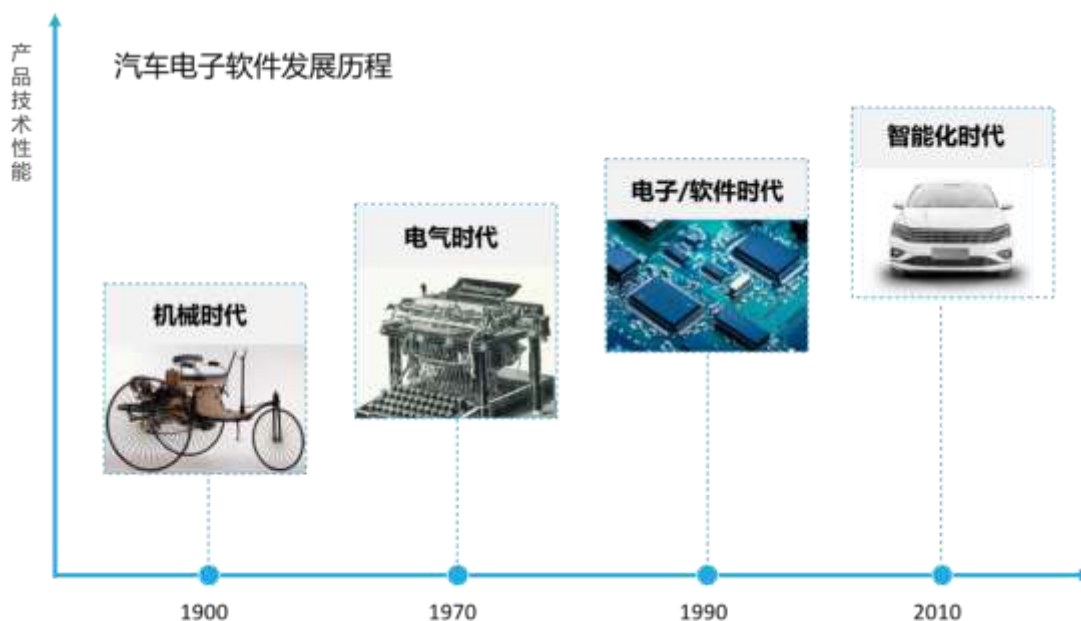 产品技术性能
汽车电子软件发展历程
智能化时代
电子/软件时代
电气时代
机械时代
1900
1970
1990
2010